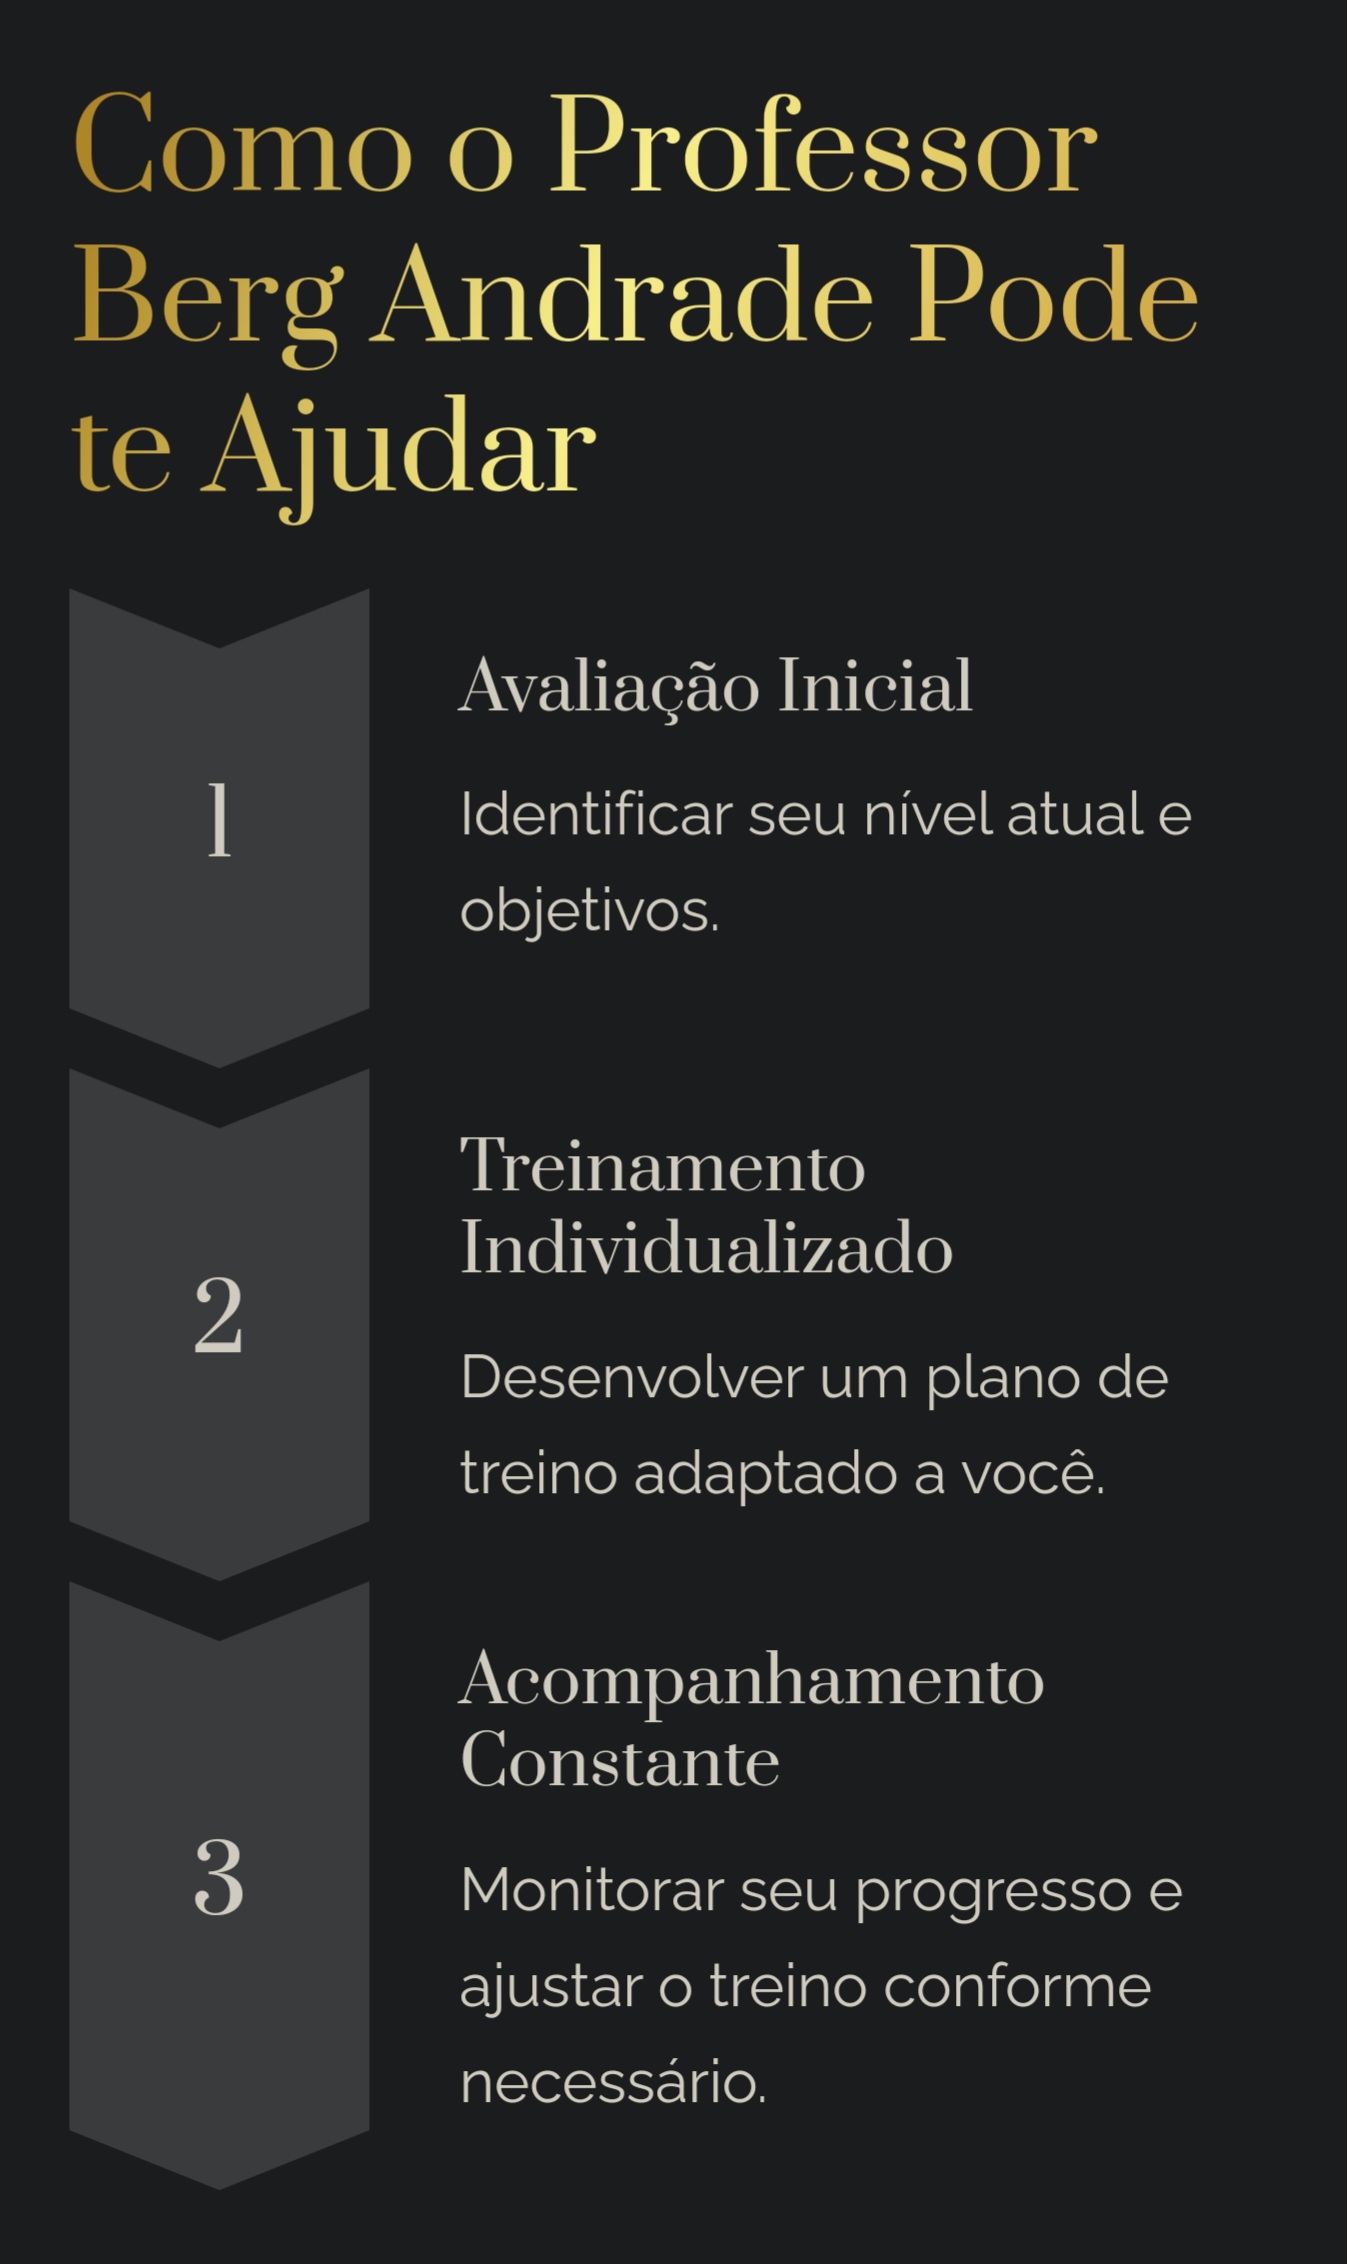 Como o Professor
Berg Andrade Pode
te Ajudar
1
Avaliação Inicial
Identificar seu nível atual e
objetivos.
2
Treinamento
Individualizado
Desenvolver um plano de
treino adaptado a você.
3
Acompanhamento
Constante
Monitorar seu progresso e
ajustar o treino conforme
necessário.